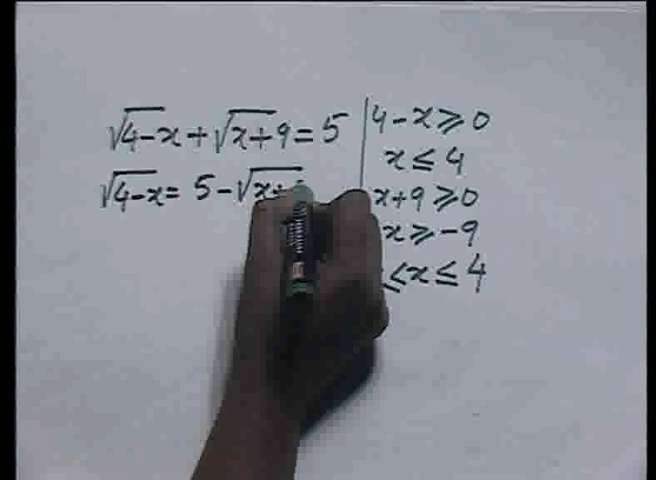 √4-x + √x+9 = 5
√4-x = 5 - √x+
4-x ≥ 0
x ≤ 4
x+9 ≥ 0
x ≥ -9
≤ x ≤ 4